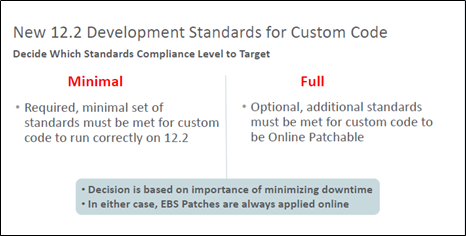 New 12.2 Development Standards for Custom Code
Decide Which Standards Compliance Level to Target
Minimal
• Required, minimal set of
standards must be met for custom
code to run correctly on 12.2
Full
• Optional, additional standards
must be met for custom code to
be Online Patchable
• Decision is based on importance of minimizing downtime
• In either case, EBS Patches are always applied online